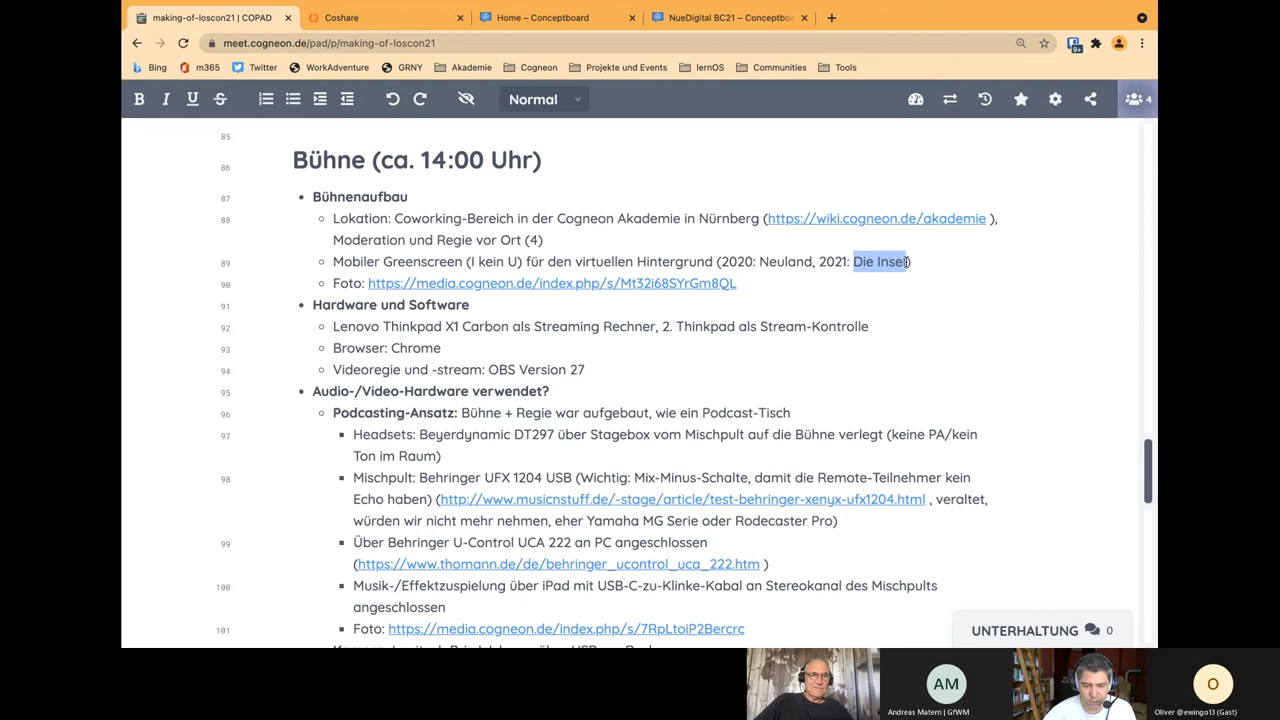 making-of-loscon21 | COPAD
Coshare
Home – Conceptboard
NueDigital BC21 – Conceptboa
meet.cogneon.de/pad/p/making-of-loscon21
9+
Bing
m365
Twitter
WorkAdventure
GRNY
Akademie
Cogneon
Projekte und Events
lernOS
Communities
Tools
B I U S
Normal
4
85
86 Bühne (ca. 14:00 Uhr)
87 Bühnenaufbau
88 Lokation: Coworking-Bereich in der Cogneon Akademie in Nürnberg (https://wiki.cogneon.de/akademie ),
Moderation und Regie vor Ort (4)
89 Mobiler Greenscreen (I kein U) für den virtuellen Hintergrund (2020: Neuland, 2021: Die Insel)
90 Foto: https://media.cogneon.de/index.php/s/Mt32i68SYrGm8QL
91 Hardware und Software
92 Lenovo Thinkpad X1 Carbon als Streaming Rechner, 2. Thinkpad als Stream-Kontrolle
93 Browser: Chrome
94 Videoregie und -stream: OBS Version 27
95 Audio-/Video-Hardware verwendet?
96 Podcasting-Ansatz: Bühne + Regie war aufgebaut, wie ein Podcast-Tisch
97 Headsets: Beyerdynamic DT297 über Stagebox vom Mischpult auf die Bühne verlegt (keine PA/kein
Ton im Raum)
98 Mischpult: Behringer UFX 1204 USB (Wichtig: Mix-Minus-Schalte, damit die Remote-Teilnehmer kein
Echo haben) (http://www.musicnstuff.de/-stage/article/test-behringer-xenyx-ufx1204.html , veraltet,
würden wir nicht mehr nehmen, eher Yamaha MG Serie oder Rodecaster Pro)
99 Über Behringer U-Control UCA 222 an PC angeschlossen
(https://www.thomann.de/de/behringer_ucontrol_uca_222.htm )
100 Musik-/Effektzuspielung über iPad mit USB-C-zu-Klinke-Kabal an Stereokanal des Mischpults
angeschlossen
101 Foto: https://media.cogneon.de/index.php/s/7RpLtoiP2Bercrc
UNTERHALTUNG 0
AM
Andreas Matern | GfWM
O
Oliver @ewingo13 (Gast)